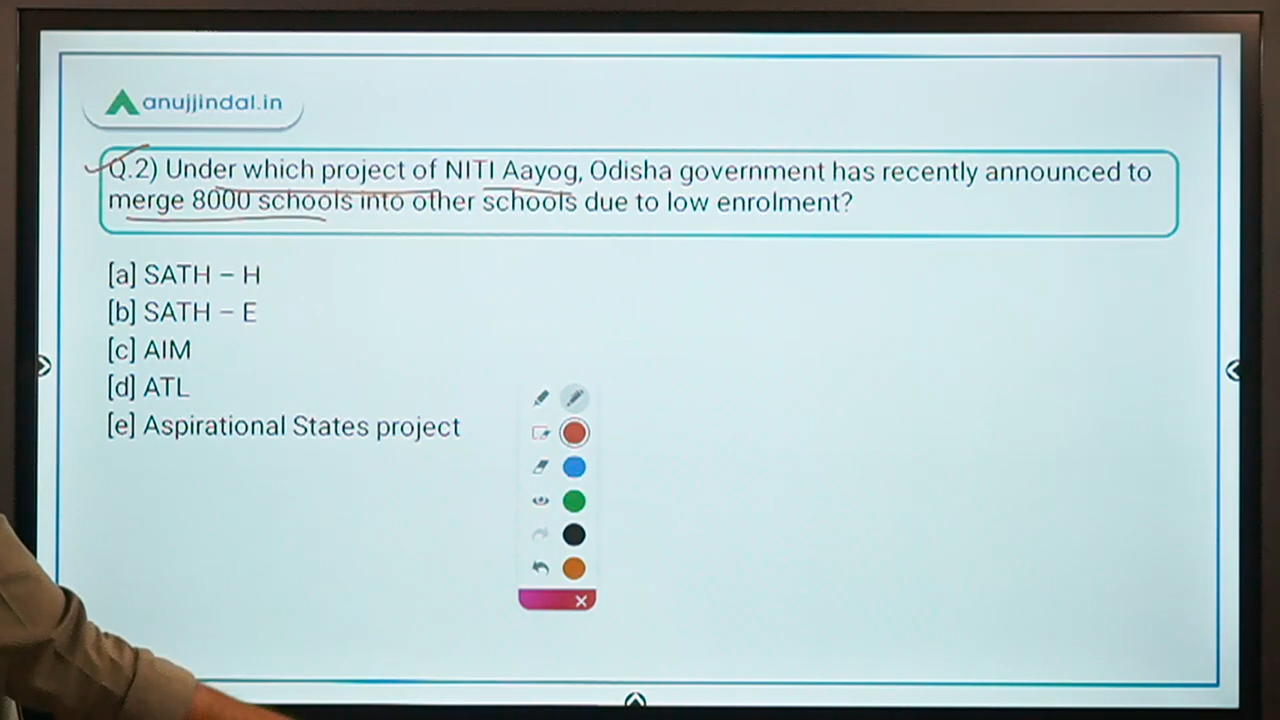 anujjindal.in
Q.2) Under which project of NITI Aayog, Odisha government has recently announced to
merge 8000 schools into other schools due to low enrolment?
[a] SATH – H
[b] SATH – E
[c] AIM
[d] ATL
[e] Aspirational States project